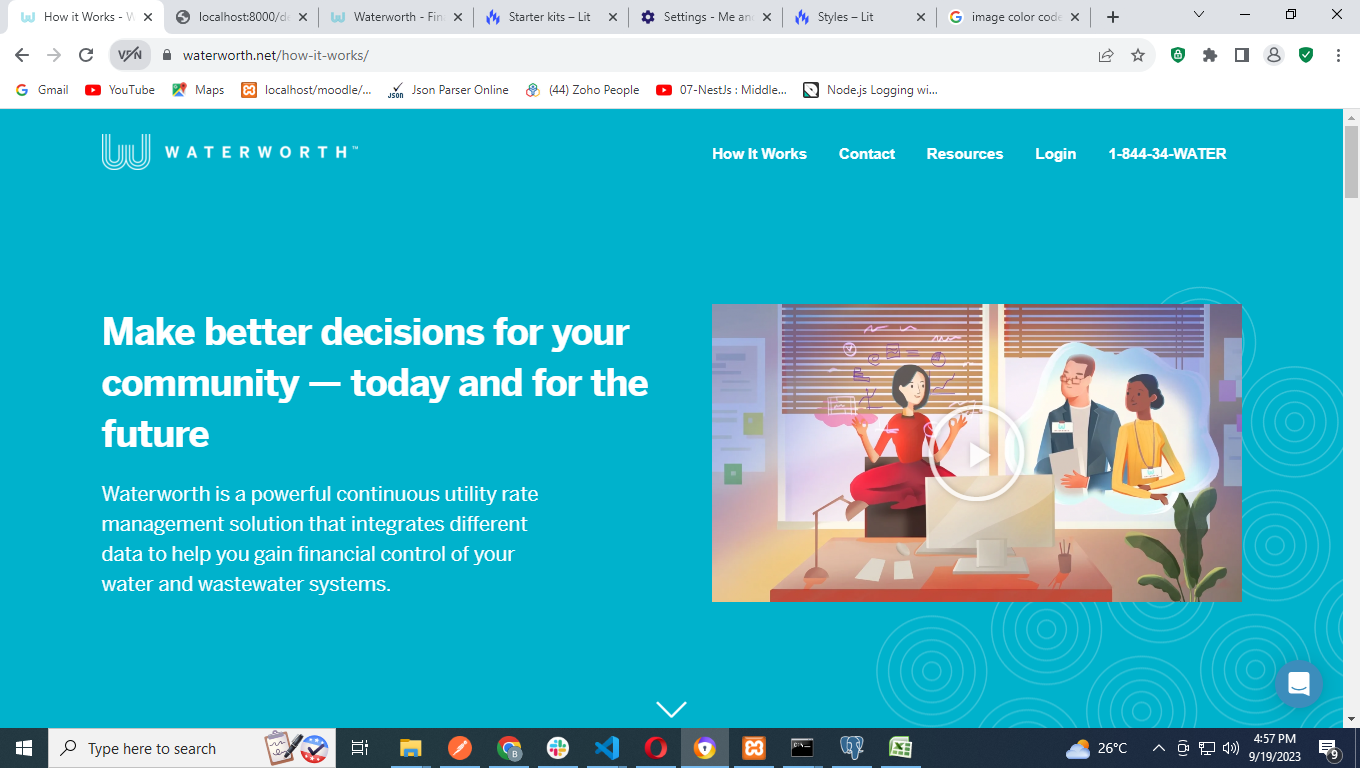 How it Works - W
localhost:8000/de
Waterworth - Fin
Starter kits – Lit
Settings - Me and
Styles – Lit
image color code
VPN
waterworth.net/how-it-works/
Gmail
YouTube
Maps
localhost/moodle/...
JSON
Json Parser Online
(44) Zoho People
07-NestJs : Middle...
Node.js Logging wi...
WATERWORTH™
How It Works
Contact
Resources
Login
1-844-34-WATER
Make better decisions for your
community — today and for the
future
Waterworth is a powerful continuous utility rate
management solution that integrates different
data to help you gain financial control of your
water and wastewater systems.
Type here to search
26°C
4:57 PM
9/19/2023
9